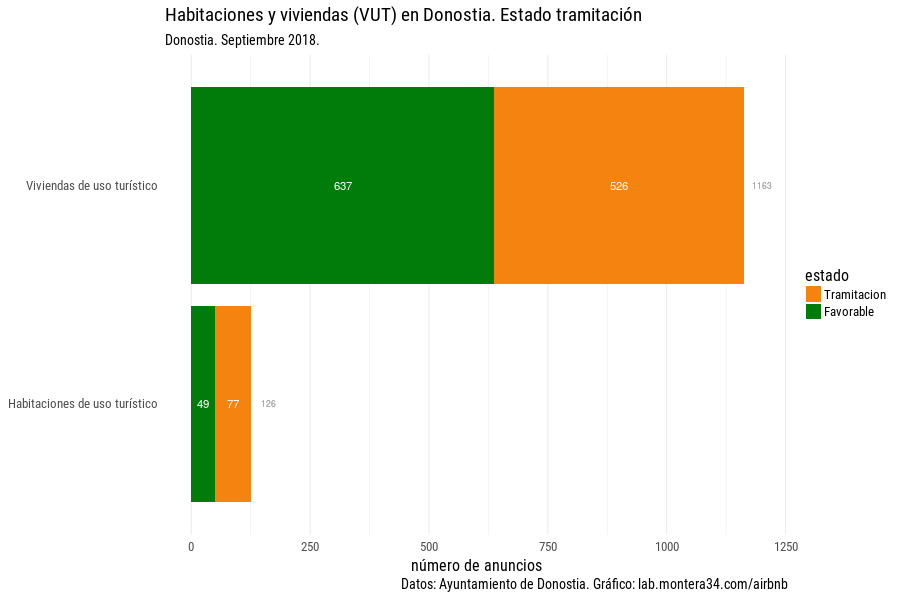 Habitaciones y viviendas (VUT) en Donostia. Estado tramitación
Donostia. Septiembre 2018.
Viviendas de uso turístico
637
526
1163
estado
Tramitacion
Favorable
Habitaciones de uso turístico
49
77
126
0
250
500
750
1000
1250
número de anuncios
Datos: Ayuntamiento de Donostia. Gráfico: lab.montera34.com/airbnb